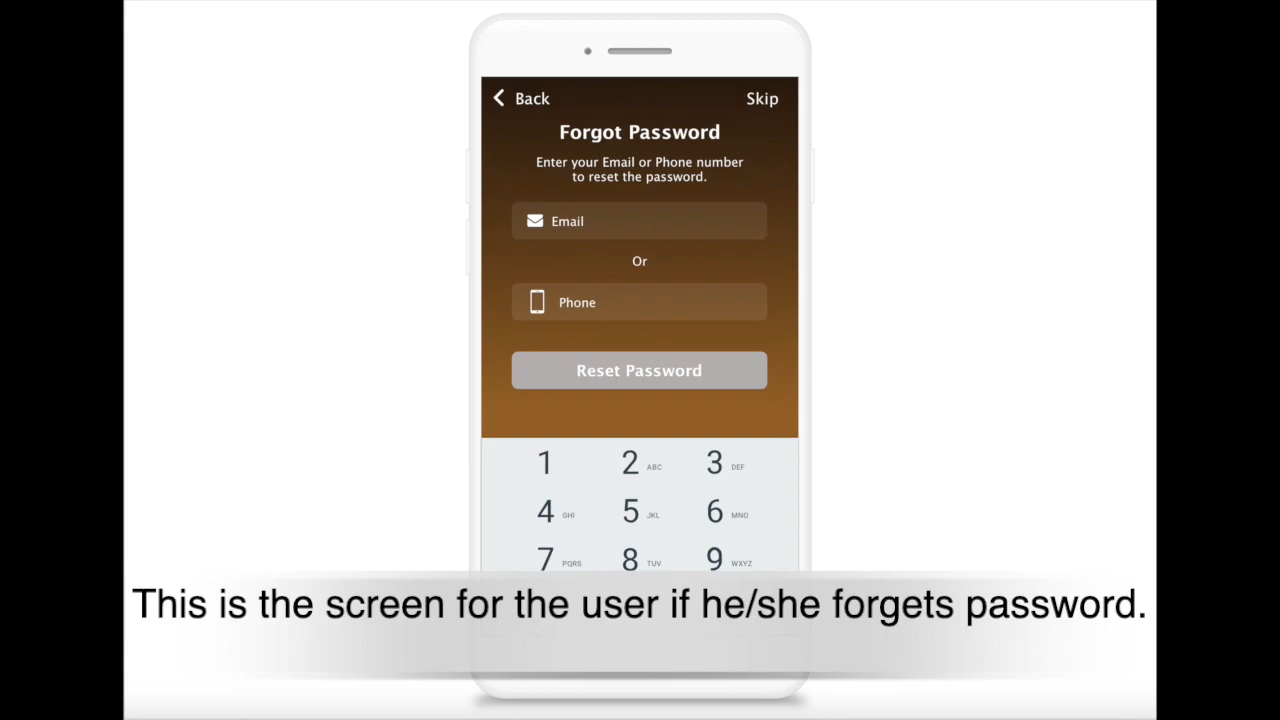 Back Skip
Forgot Password
Enter your Email or Phone number
to reset the password.
Email
Or
Phone
Reset Password
1 2 ABC 3 DEF
4 GHI 5 JKL 6 MNO
7 PQRS 8 TUV 9 WXYZ
This is the screen for the user if he/she forgets password.